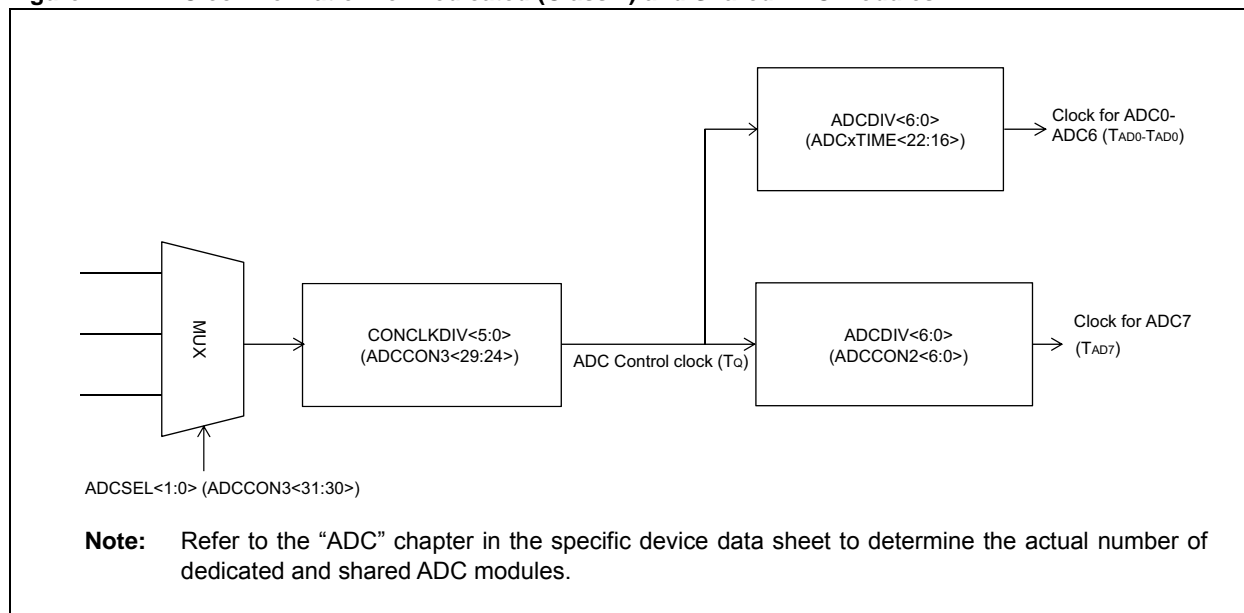 ADCDIV<6:0>
(ADCxTIME<22:16>)
Clock for ADC0-
ADC6 (TAD0-TAD0)
MUX
CONCLKDIV<5:0>
(ADCCON3<29:24>)
ADC Control clock (TQ)
ADCDIV<6:0>
(ADCCON2<6:0>)
Clock for ADC7
(TAD7)
ADCSEL<1:0> (ADCCON3<31:30>)
Note: Refer to the “ADC” chapter in the specific device data sheet to determine the actual number of
dedicated and shared ADC modules.